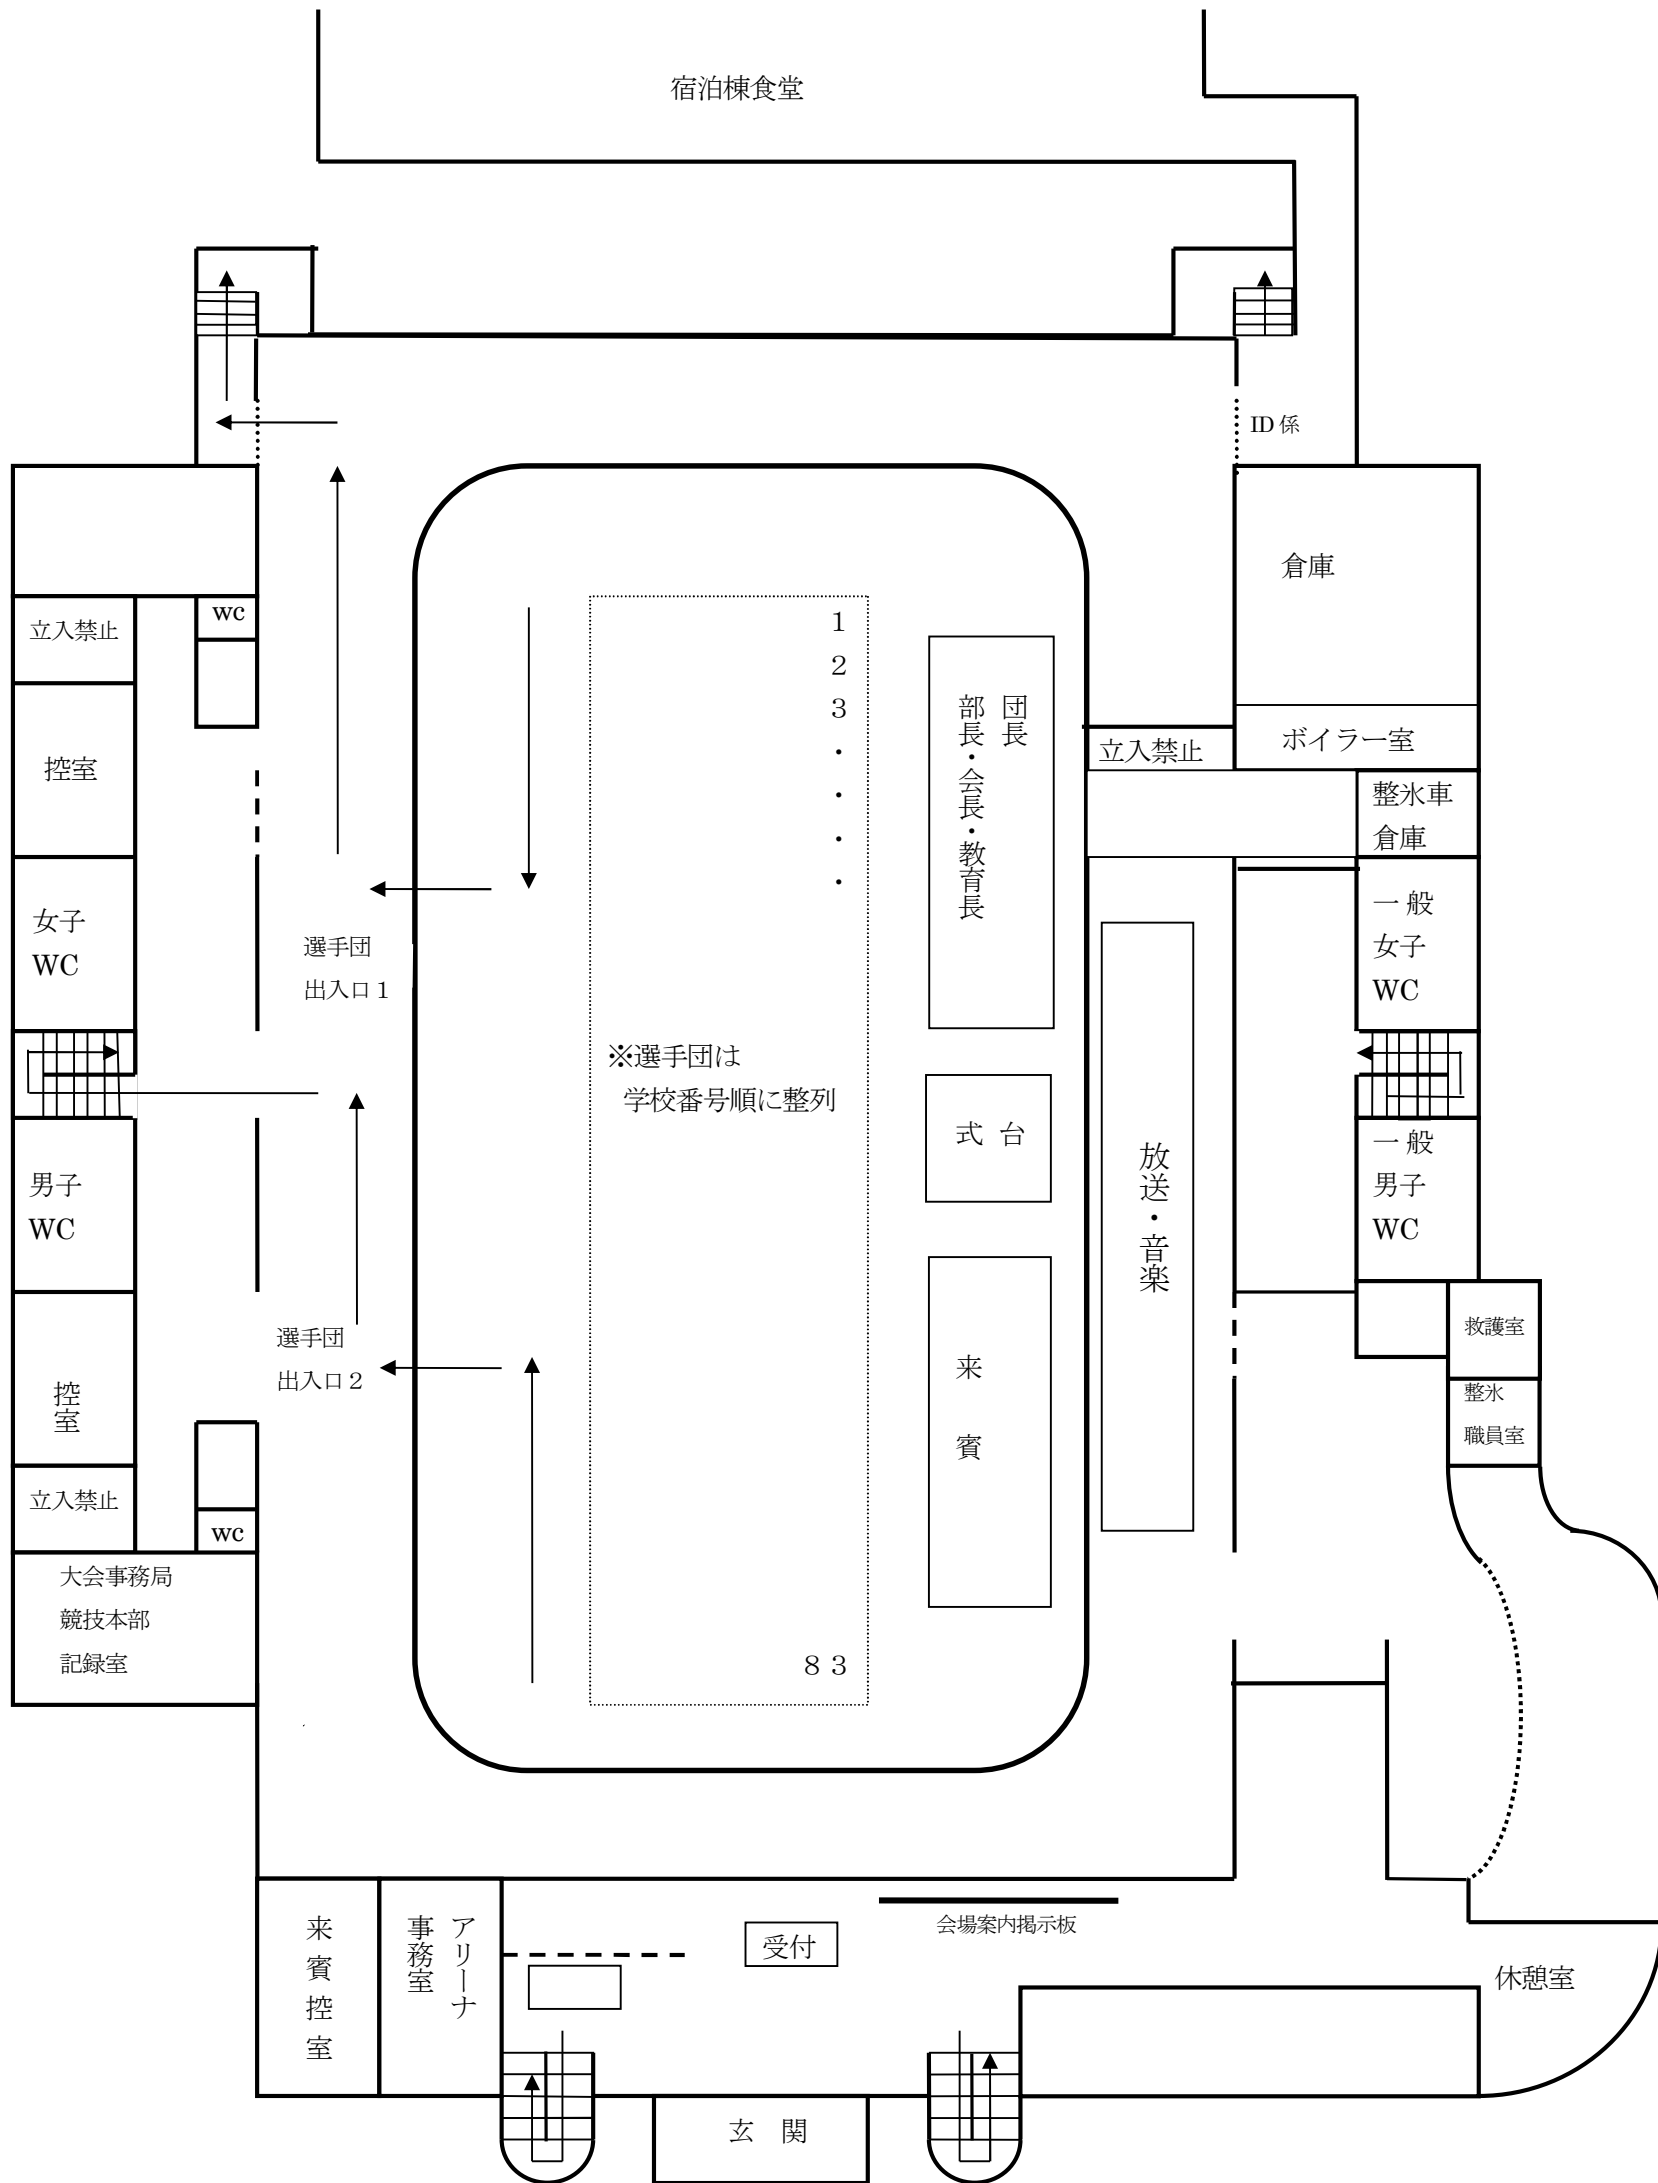 宿泊棟食堂
ID係
倉庫
wc
立入禁止
1
2
3
・
・
・
・
団長
部長・会長・教育長
立入禁止
ボイラー室
控室
整氷車
倉庫
女子
WC
選手団
出入口1
一般
女子
WC
※選手団は
学校番号順に整列
式 台
放送・音楽
男子
WC
一般
男子
WC
選手団
出入口2
来 賓
救護室
整氷
職員室
控室
立入禁止
wc
大会事務局
競技本部
記録室
83
会場案内掲示板
受付
アリーナ
事務室
来賓控室
休憩室
玄 関